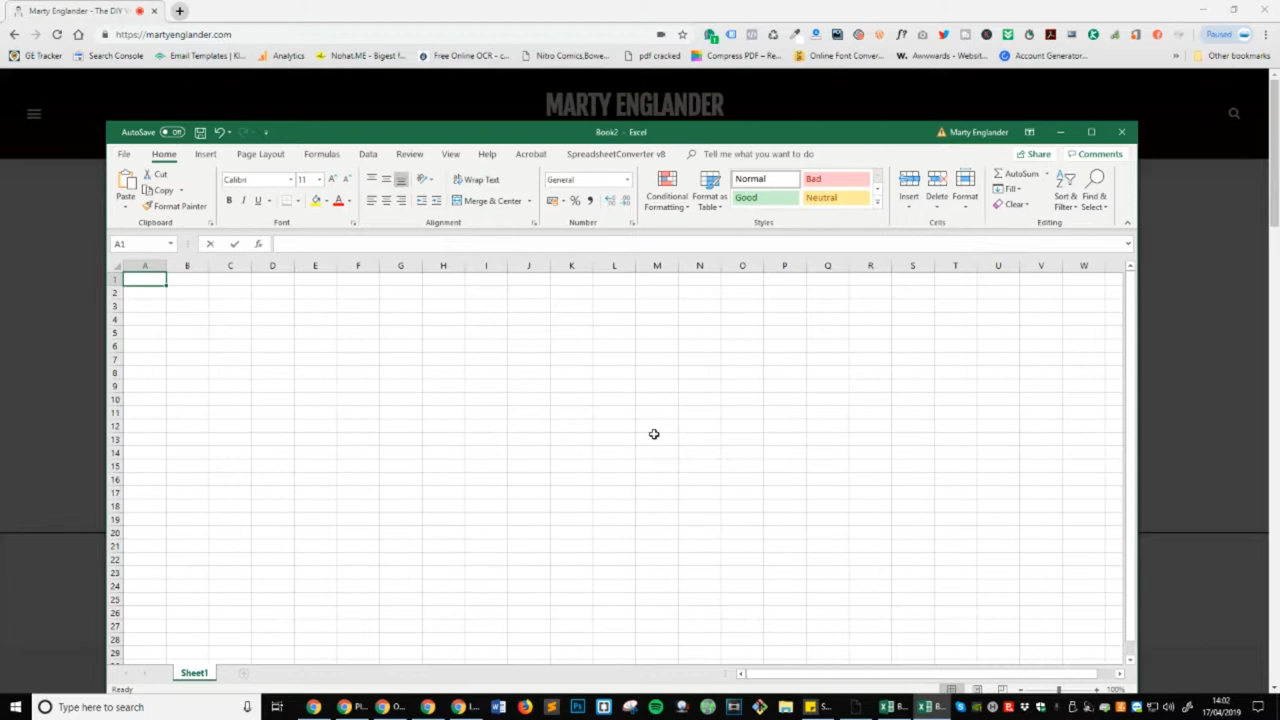 Marty Englander - The DIY
https://martyenglander.com
Paused
GE Tracker
Search Console
Email Templates | Kl...
Analytics
Nohat.ME - Bigest f...
Free Online OCR - c...
Nitro Comics,Bowe...
pdf cracked
Compress PDF - Re...
Online Font Conver...
Awwwards - Websit...
Account Generator...
Other bookmarks
MARTY ENGLANDER
AutoSave Off
Book2 - Excel
Marty Englander
File Home Insert Page Layout Formulas Data Review View Help Acrobat SpreadsheetConverter v8 Tell me what you want to do Share Comments
Paste
Cut
Copy
Format Painter
Calibri 11
B I U
Wrap Text
Merge & Center
General
Conditional Formatting
Format as Table
Normal Bad
Good Neutral
Insert Delete Format
AutoSum
Fill
Clear
Sort & Filter
Find & Select
Clipboard Font Alignment Number Styles Cells Editing
A1 fx
A B C D E F G H I J K L M N O P Q R S T U V W
1
2
3
4
5
6
7
8
9
10
11
12
13
14
15
16
17
18
19
20
21
22
23
24
25
26
27
28
29
Sheet1
Ready
100%
Type here to search
14:02
17/04/2019